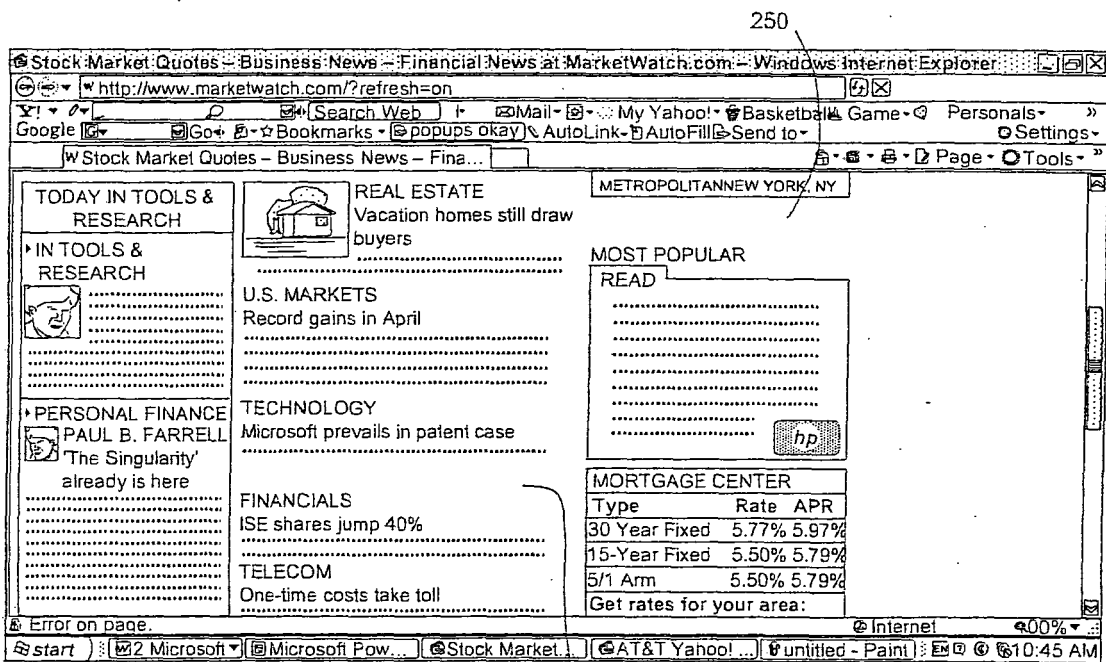 250
Stock Market Quotes – Business News – Financial News at MarketWatch.com – Windows Internet Explorer
http://www.marketwatch.com/?refresh=on
Y! Search Web Mail My Yahoo! Basketball Game Personals »
Google G Go Bookmarks popups okay AutoLink AutoFill Send to Settings
W Stock Market Quotes – Business News – Fina... Page Tools »
TODAY IN TOOLS &
RESEARCH
IN TOOLS &
RESEARCH
PERSONAL FINANCE
PAUL B. FARRELL
'The Singularity'
already is here
REAL ESTATE
Vacation homes still draw
buyers
U.S. MARKETS
Record gains in April
TECHNOLOGY
Microsoft prevails in patent case
FINANCIALS
ISE shares jump 40%
TELECOM
One-time costs take toll
METROPOLITANNEW YORK, NY
MOST POPULAR
READ
hp
MORTGAGE CENTER
Type Rate APR
30 Year Fixed 5.77% 5.97%
15-Year Fixed 5.50% 5.79%
5/1 Arm 5.50% 5.79%
Get rates for your area:
Error on page. Internet 00%
start 2 Microsoft Microsoft Pow... Stock Market... AT&T Yahoo! ... untitled - Paint EN 10:45 AM